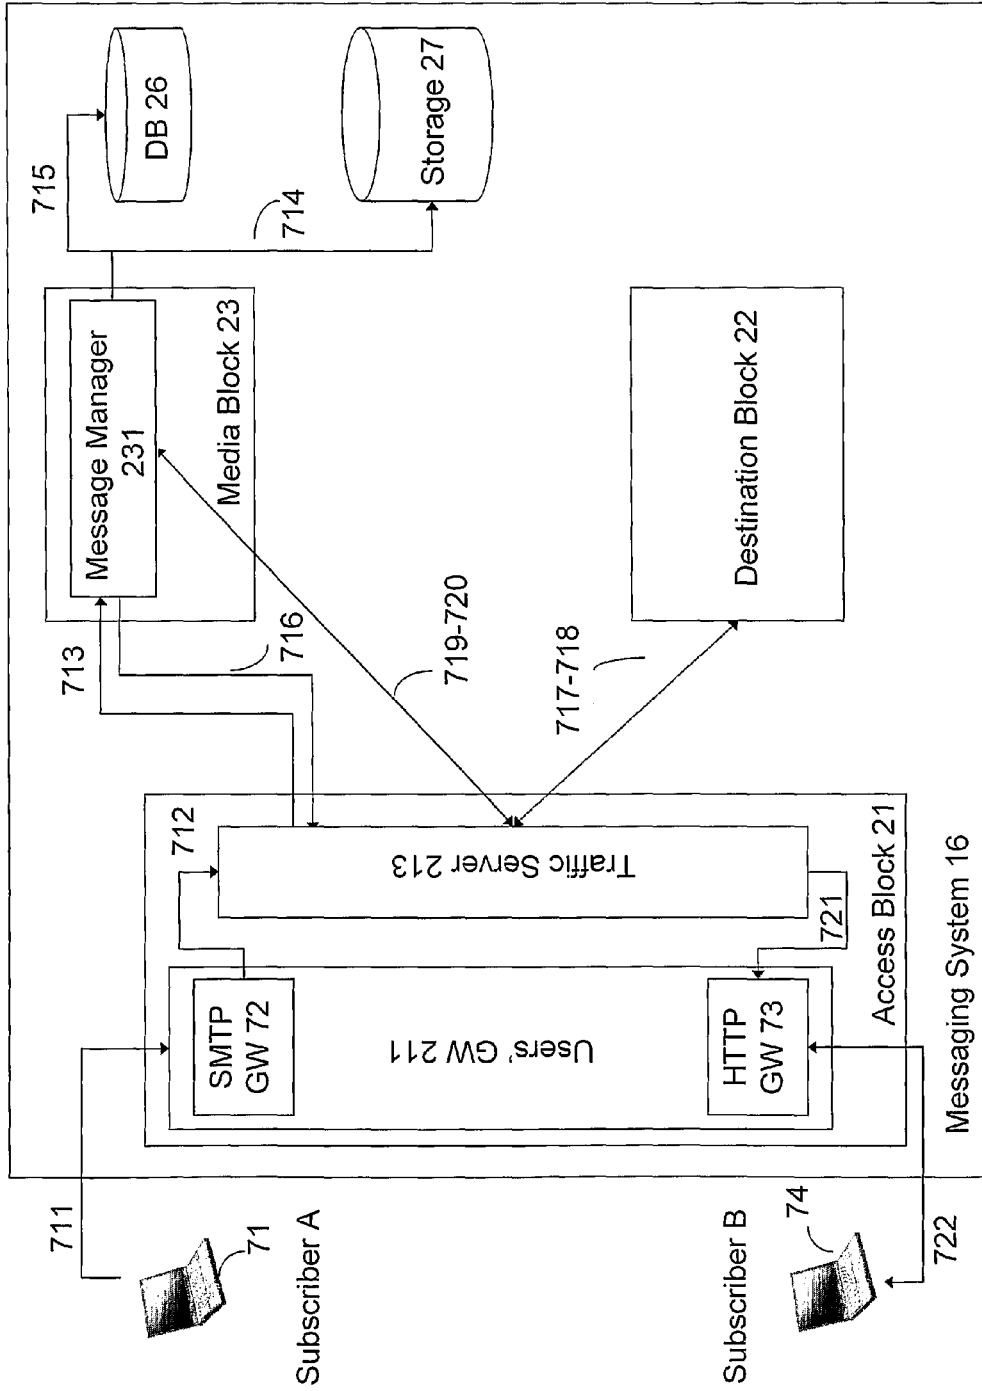 711
71
Subscriber A
Subscriber B
74
722
SMTP
GW 72
Users' GW 211
HTTP
GW 73
712
Traffic Server 213
721
Access Block 21
Messaging System 16
713
716
719-720
717-718
Message Manager
231
Media Block 23
Destination Block 22
715
714
DB 26
Storage 27